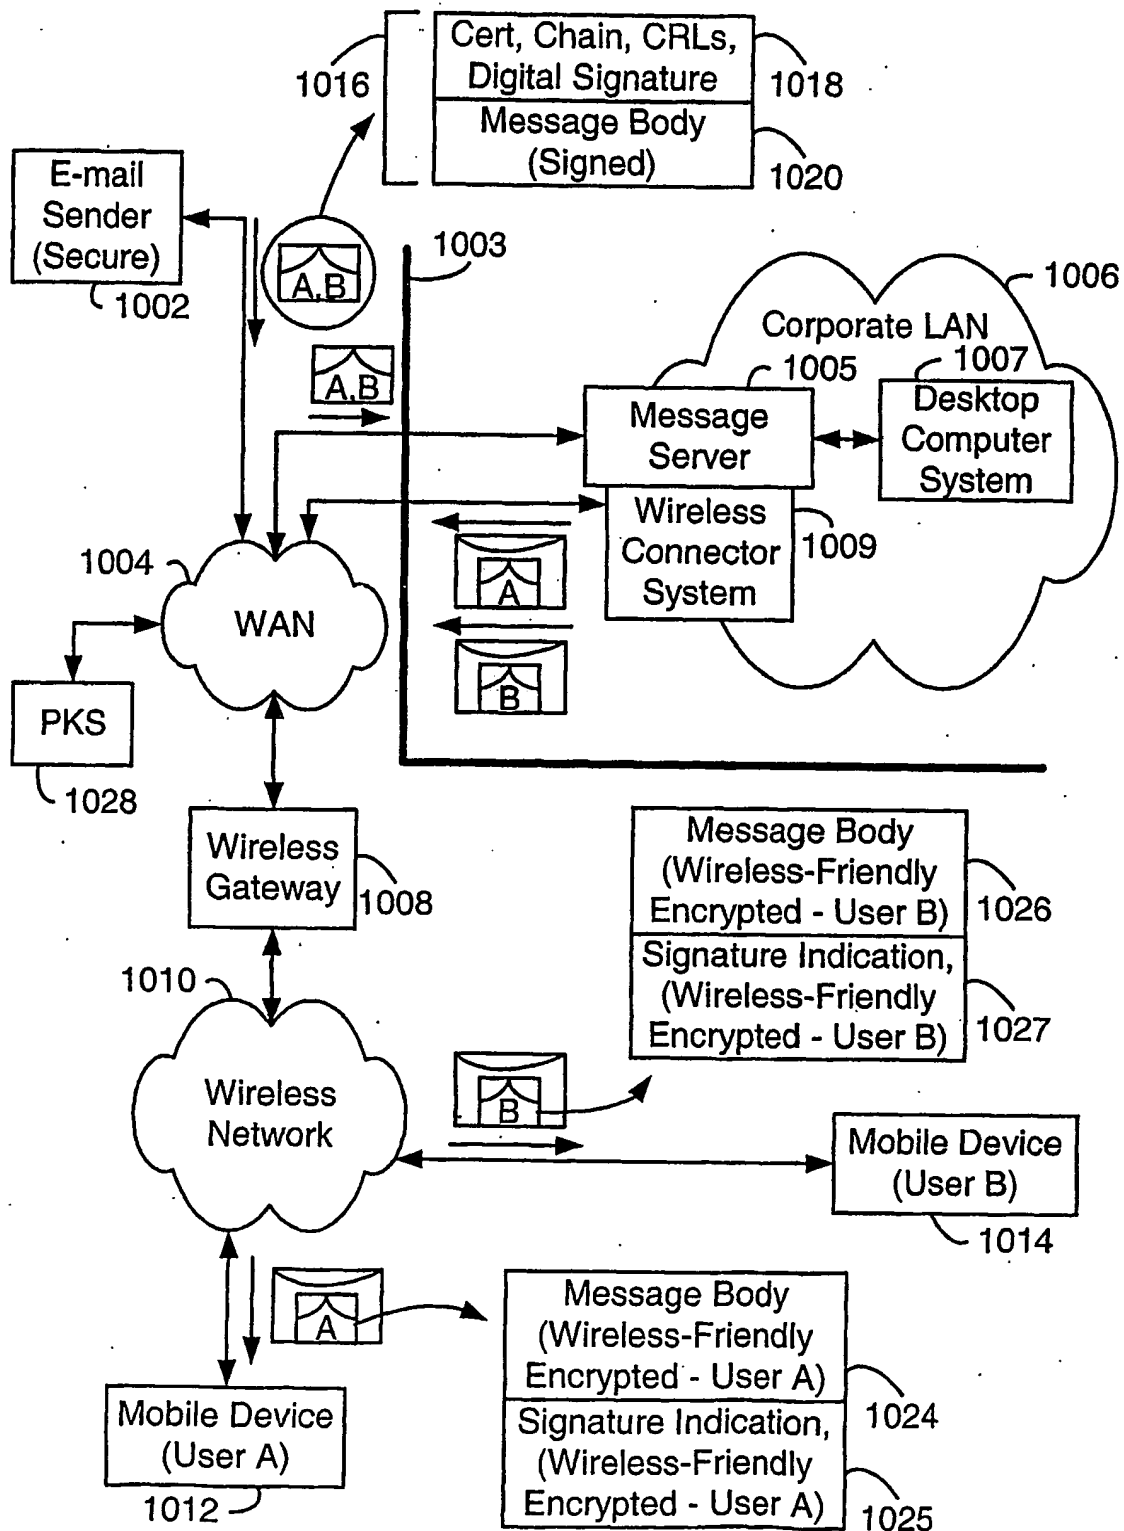 Cert, Chain, CRLs,
Digital Signature
1016
1018
Message Body
(Signed)
1020
E-mail
Sender
(Secure)
1002
A,B
1003
1006
Corporate LAN
A,B
1005
1007
Message
Server
Desktop
Computer
System
Wireless
Connector
System
1009
A
B
1004
WAN
PKS
1028
Wireless
Gateway
1008
Message Body
(Wireless-Friendly
Encrypted - User B)
1026
Signature Indication,
(Wireless-Friendly
Encrypted - User B)
1027
1010
Wireless
Network
B
Mobile Device
(User B)
1014
A
Message Body
(Wireless-Friendly
Encrypted - User A)
1024
Signature Indication,
(Wireless-Friendly
Encrypted - User A)
1025
Mobile Device
(User A)
1012